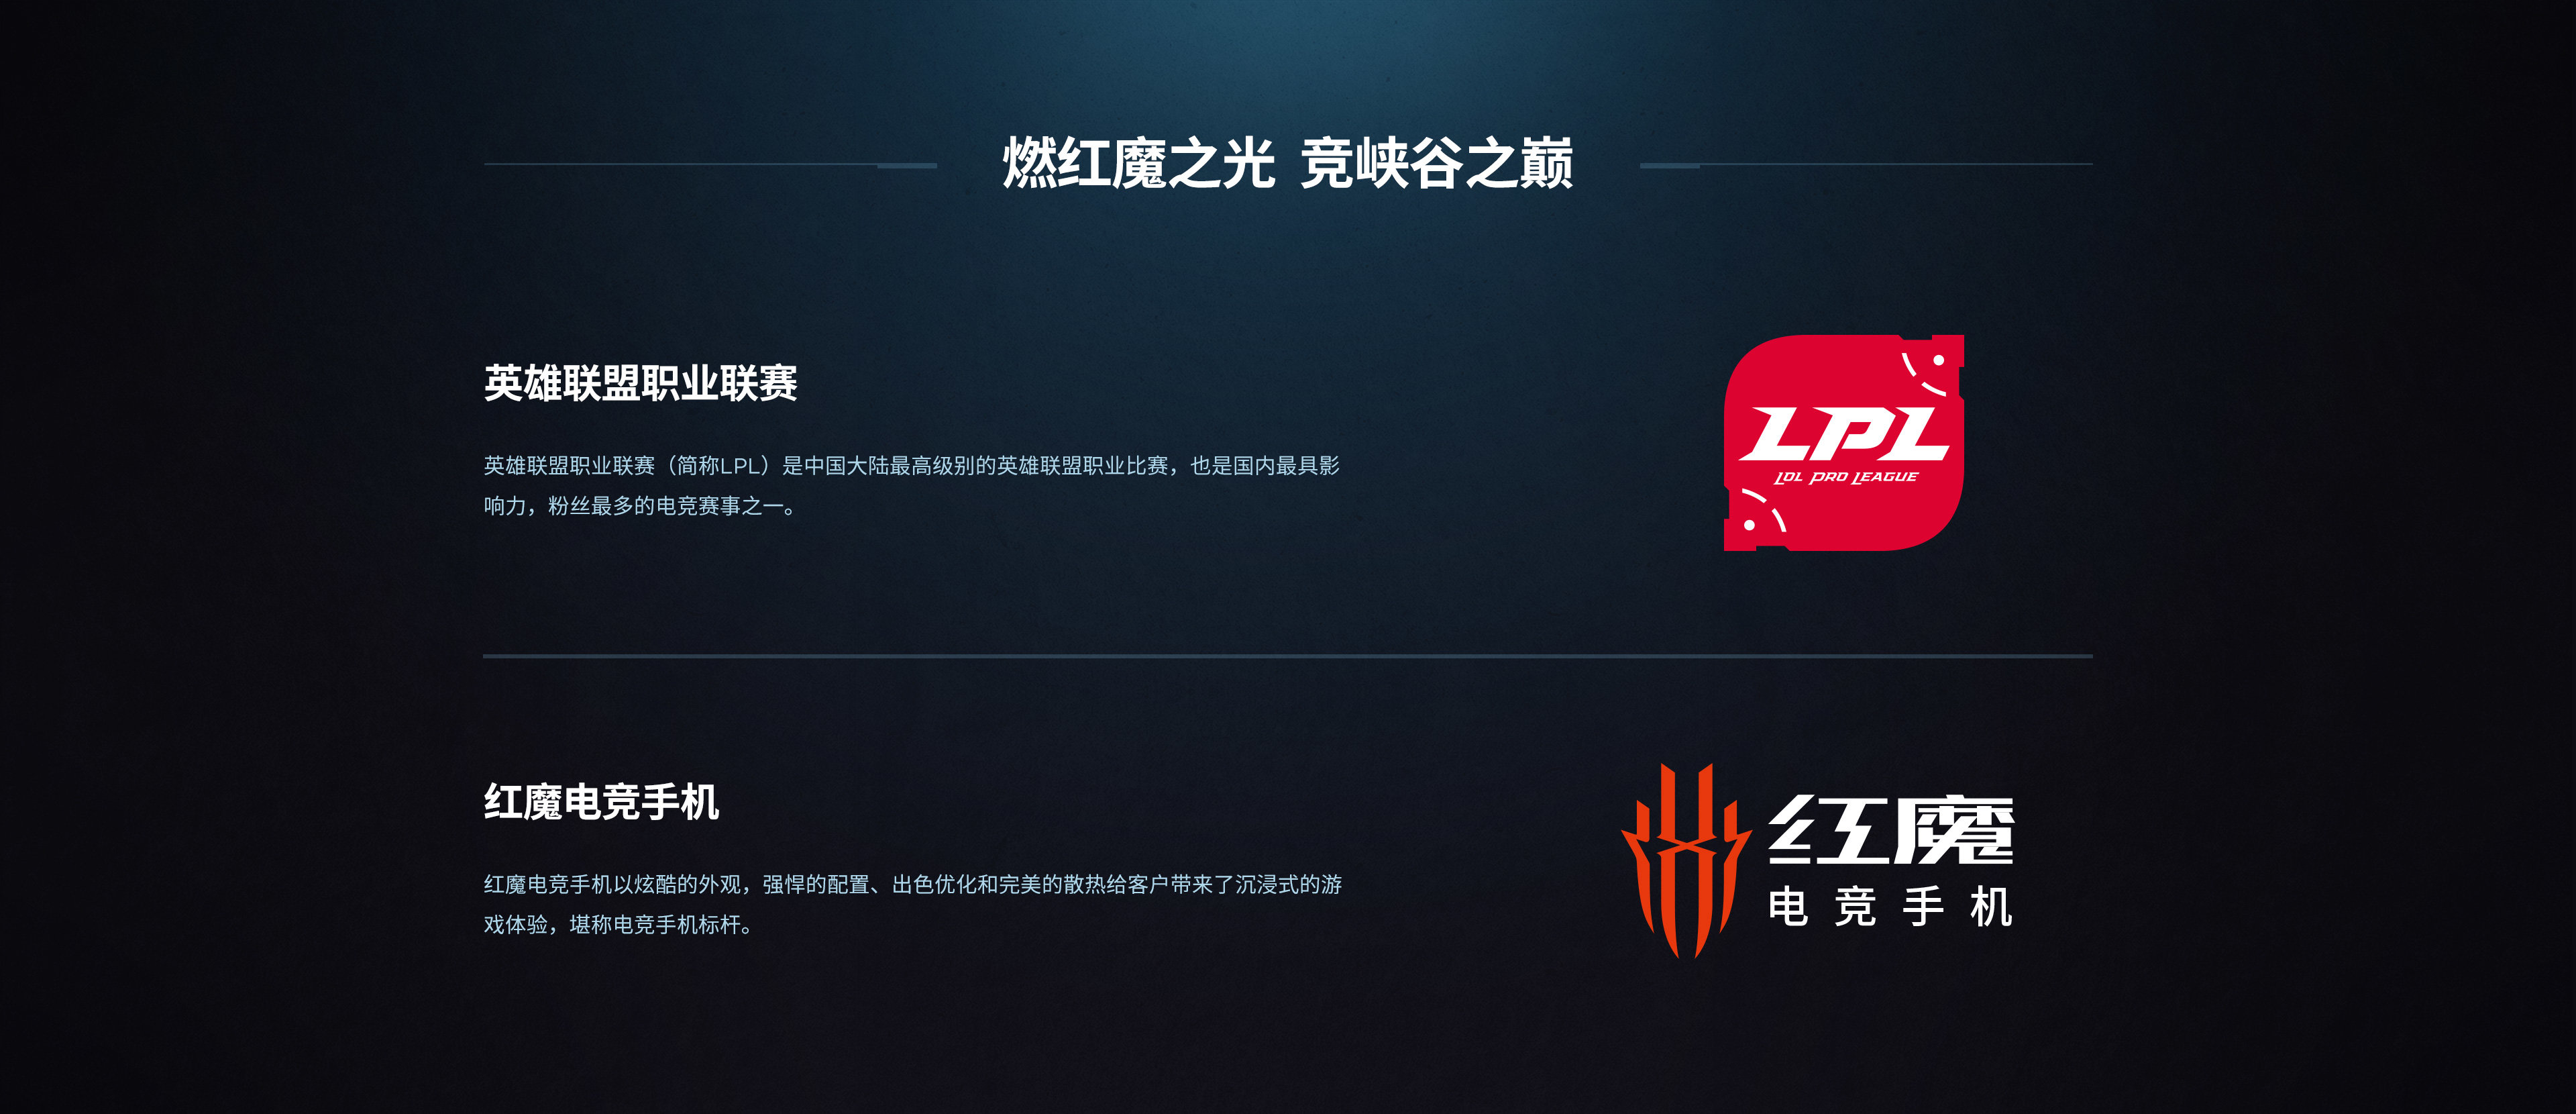 燃红魔之光 竞峡谷之巅
英雄联盟职业联赛
英雄联盟职业联赛（简称LPL）是中国大陆最高级别的英雄联盟职业比赛，也是国内最具影
响力，粉丝最多的电竞赛事之一。
LPL
LOL PRO LEAGUE
红魔电竞手机
红魔电竞手机以炫酷的外观，强悍的配置、出色优化和完美的散热给客户带来了沉浸式的游
戏体验，堪称电竞手机标杆。
红魔
电竞手机